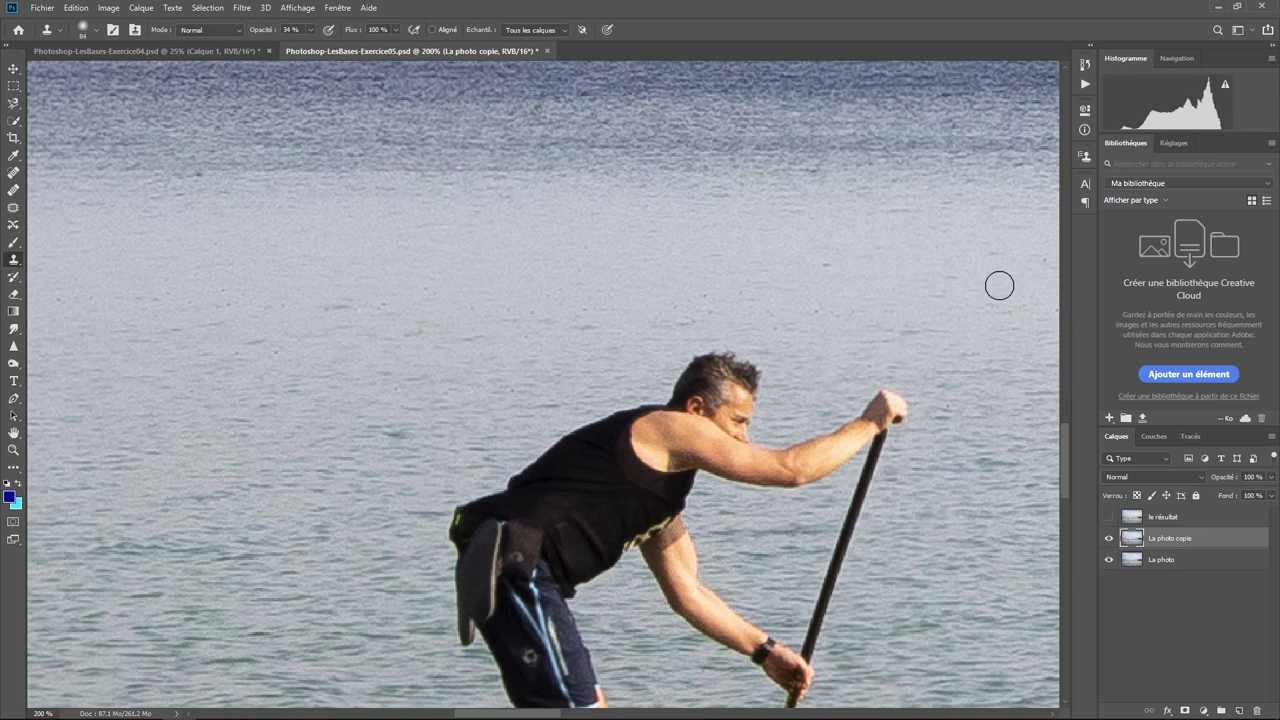 Ps Fichier Edition Image Calque Texte Sélection Filtre 3D Affichage Fenêtre Aide
84 Mode : Normal Opacité : 34 % Flux : 100 % Aligné Echantil. : Tous les calques
Photoshop-LesBases-Exercice04.psd @ 25% (Calque 1, RVB/16*) * × Photoshop-LesBases-Exercice05.psd @ 200% (La photo copie, RVB/16*) * ×
Histogramme Navigation
Bibliothèques Réglages
Rechercher dans la bibliothèque active
Ma bibliothèque
Afficher par type
Créer une bibliothèque Creative
Cloud
Gardez à portée de main les couleurs, les
images et les autres ressources fréquemment
utilisées dans chaque application Adobe.
Nous vous montrerons comment.
Ajouter un élément
Créer une bibliothèque à partir de ce fichier
-- Ko
Calques Couches Tracés
Type
Normal Opacité : 100 %
Verrou : Fond : 100 %
le résultat
La photo copie
La photo
200 % Doc : 87,1 Mo/261,2 Mo